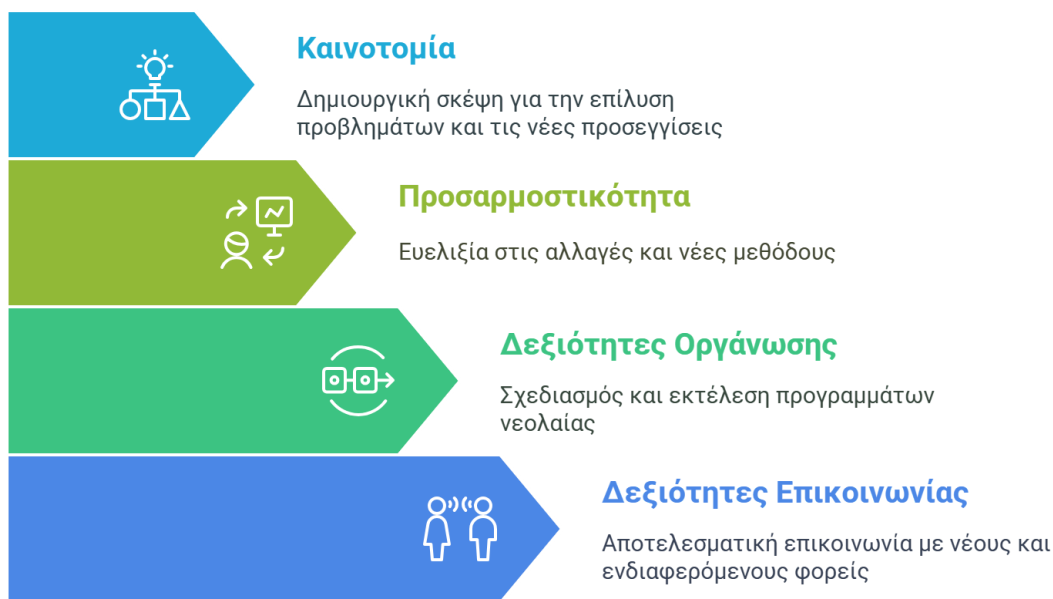 Καινοτομία
Δημιουργική σκέψη για την επίλυση
προβλημάτων και τις νέες προσεγγίσεις
Προσαρμοστικότητα
Ευελιξία στις αλλαγές και νέες μεθόδους
Δεξιότητες Οργάνωσης
Σχεδιασμός και εκτέλεση προγραμμάτων
νεολαίας
Δεξιότητες Επικοινωνίας
Αποτελεσματική επικοινωνία με νέους και
ενδιαφερόμενους φορείς